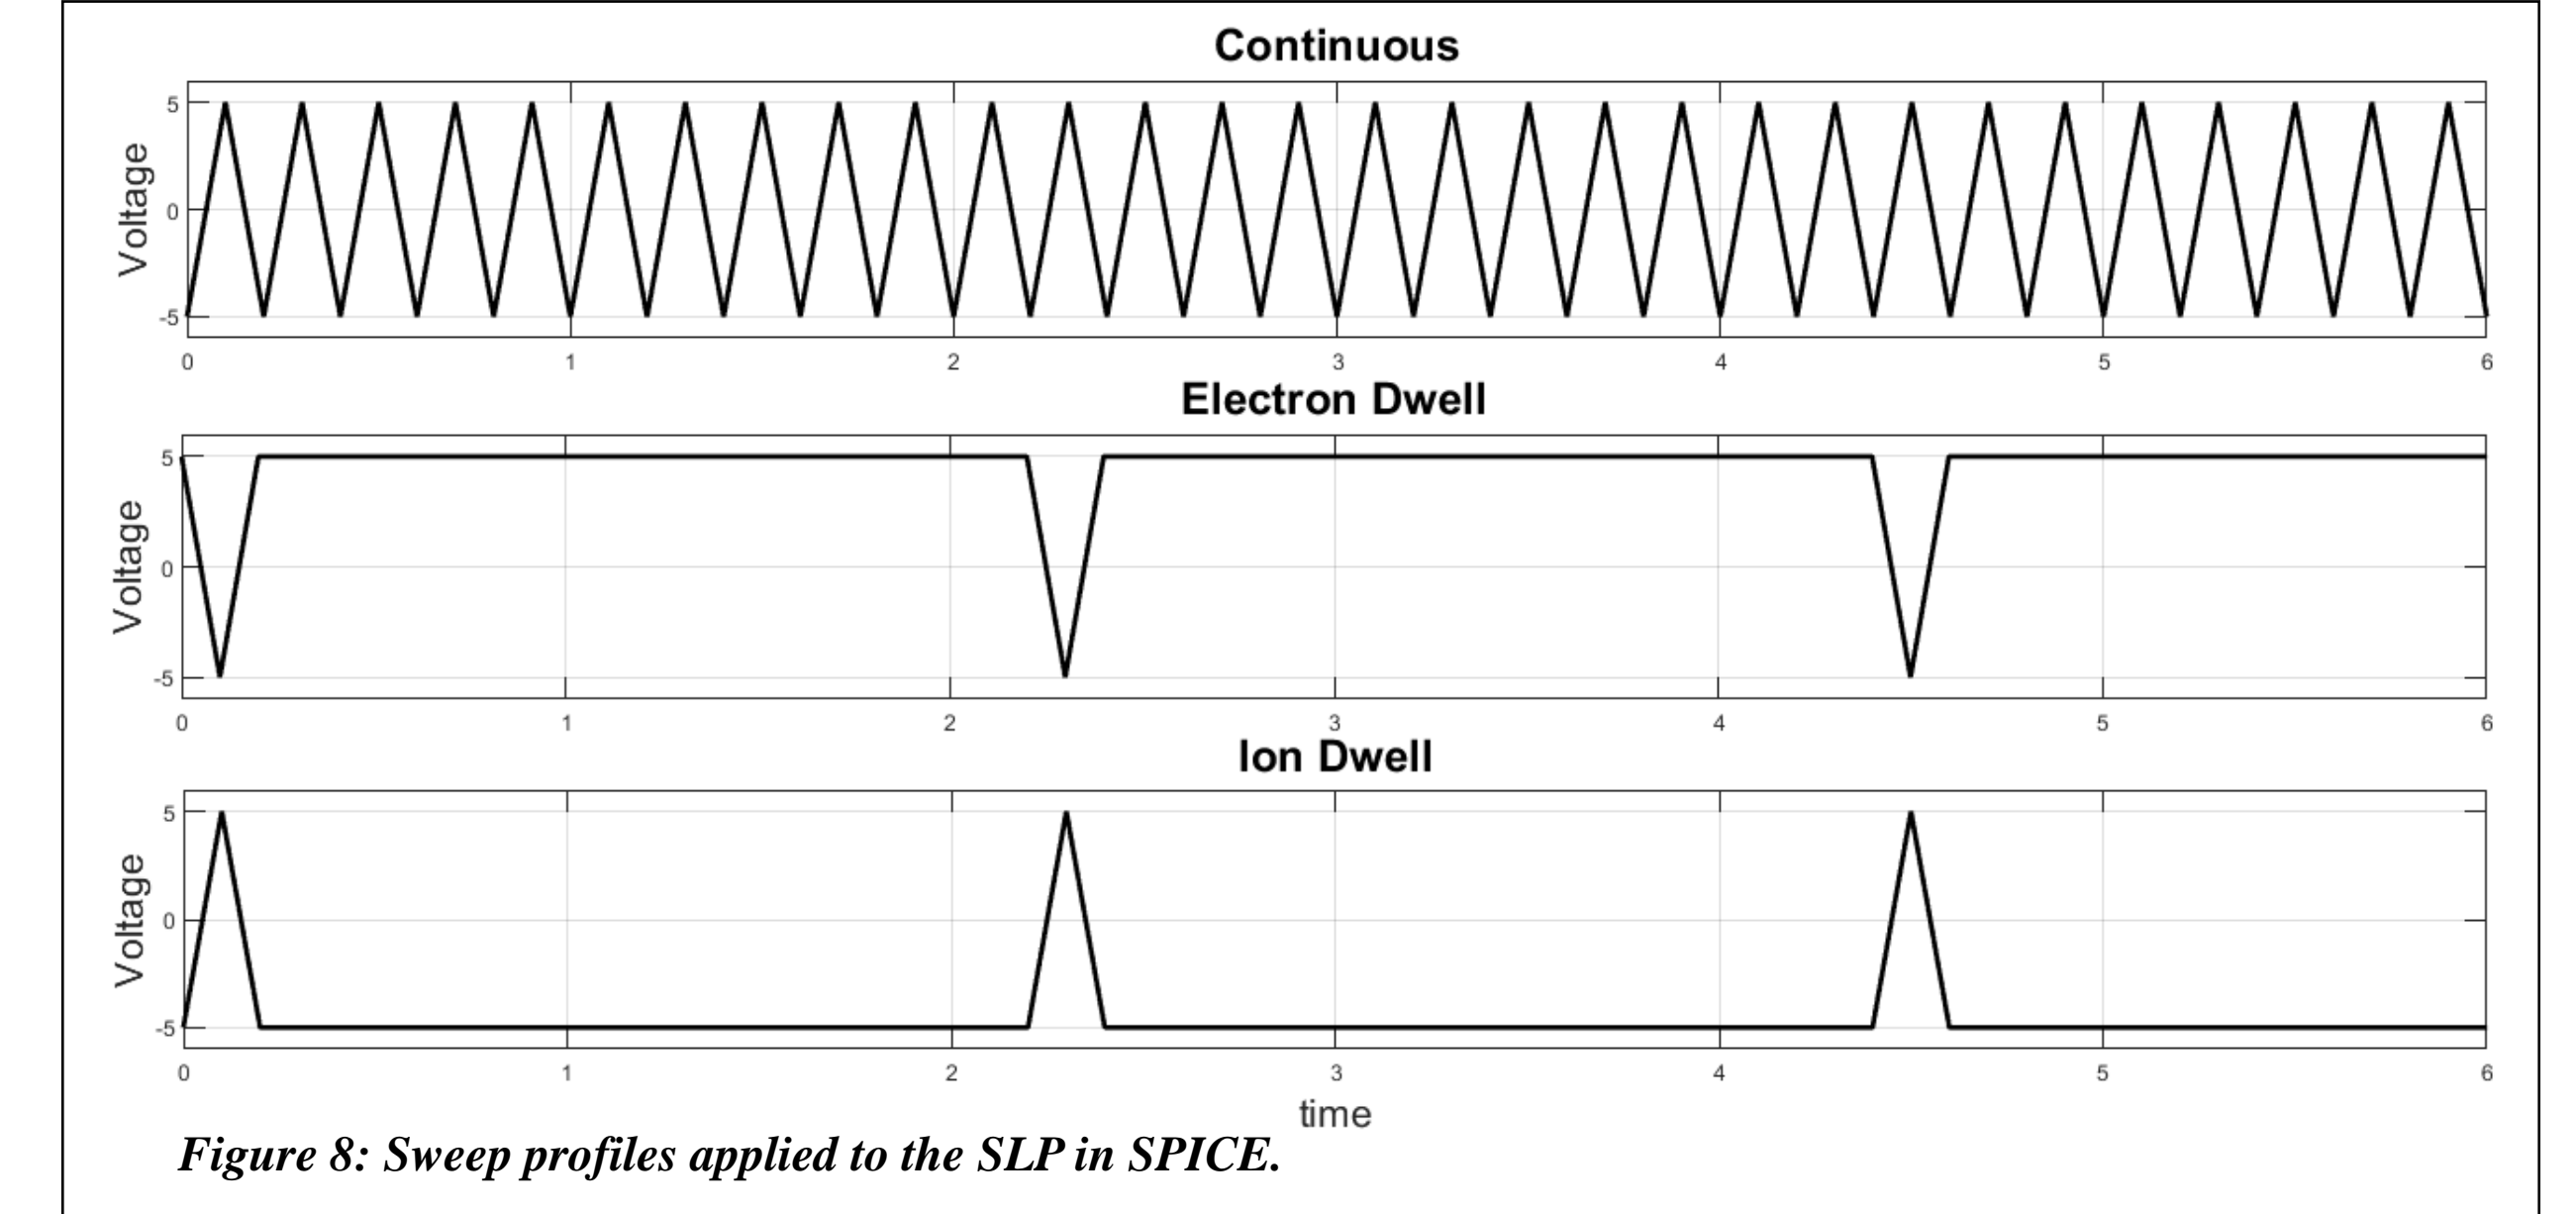 Continuous
Voltage
5
0
-5
0 1 2 3 4 5 6
Electron Dwell
Voltage
5
0
-5
0 1 2 3 4 5 6
Ion Dwell
Voltage
5
0
-5
0 1 2 3 4 5 6
time
Figure 8: Sweep profiles applied to the SLP in SPICE.